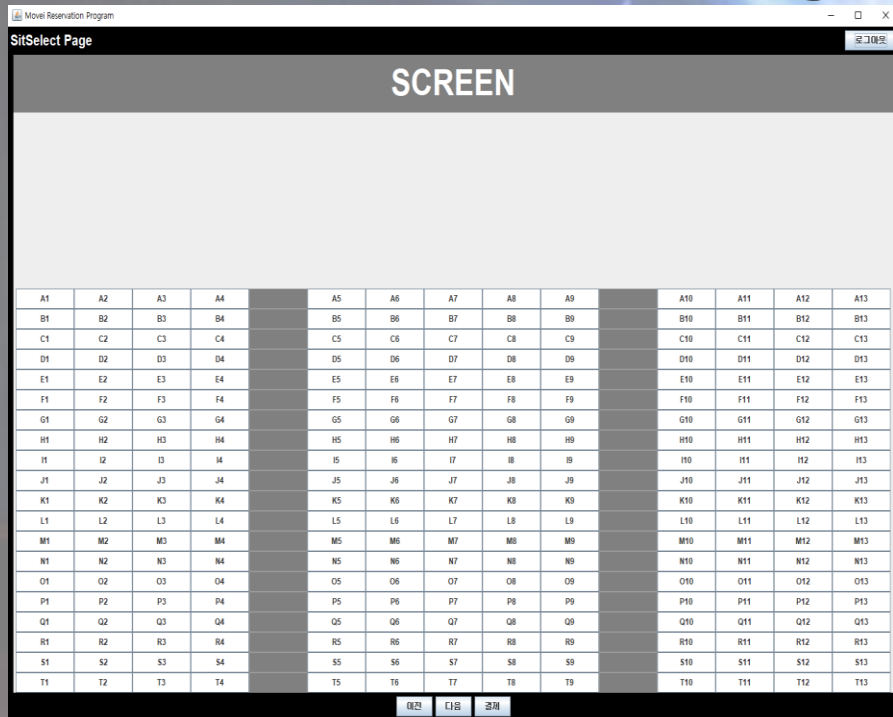 Movei Reservation Program
SitSelect Page 로그아웃
SCREEN
A1 A2 A3 A4 A5 A6 A7 A8 A9 A10 A11 A12 A13
B1 B2 B3 B4 B5 B6 B7 B8 B9 B10 B11 B12 B13
C1 C2 C3 C4 C5 C6 C7 C8 C9 C10 C11 C12 C13
D1 D2 D3 D4 D5 D6 D7 D8 D9 D10 D11 D12 D13
E1 E2 E3 E4 E5 E6 E7 E8 E9 E10 E11 E12 E13
F1 F2 F3 F4 F5 F6 F7 F8 F9 F10 F11 F12 F13
G1 G2 G3 G4 G5 G6 G7 G8 G9 G10 G11 G12 G13
H1 H2 H3 H4 H5 H6 H7 H8 H9 H10 H11 H12 H13
I1 I2 I3 I4 I5 I6 I7 I8 I9 I10 I11 I12 I13
J1 J2 J3 J4 J5 J6 J7 J8 J9 J10 J11 J12 J13
K1 K2 K3 K4 K5 K6 K7 K8 K9 K10 K11 K12 K13
L1 L2 L3 L4 L5 L6 L7 L8 L9 L10 L11 L12 L13
M1 M2 M3 M4 M5 M6 M7 M8 M9 M10 M11 M12 M13
N1 N2 N3 N4 N5 N6 N7 N8 N9 N10 N11 N12 N13
O1 O2 O3 O4 O5 O6 O7 O8 O9 O10 O11 O12 O13
P1 P2 P3 P4 P5 P6 P7 P8 P9 P10 P11 P12 P13
Q1 Q2 Q3 Q4 Q5 Q6 Q7 Q8 Q9 Q10 Q11 Q12 Q13
R1 R2 R3 R4 R5 R6 R7 R8 R9 R10 R11 R12 R13
S1 S2 S3 S4 S5 S6 S7 S8 S9 S10 S11 S12 S13
T1 T2 T3 T4 T5 T6 T7 T8 T9 T10 T11 T12 T13
이전 다음 결제